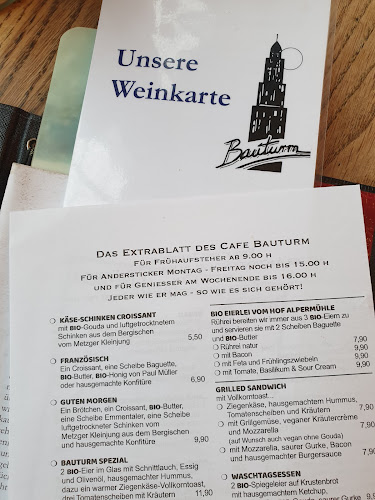 Unsere
Weinkarte
Bauturm
DAS EXTRABLATT DES CAFE BAUTURM
FÜR FRÜHAUFSTEHER AB 9.00 H
FÜR ANDERSTICKER MONTAG - FREITAG NOCH BIS 15.00 H
UND FÜR GENIESSER AM WOCHENENDE BIS 16.00 H
JEDER WIE ER MAG - SO WIE ES SICH GEHÖRT!
❍ KÄSE-SCHINKEN CROISSANT
mit BIO-Gouda und luftgetrocknetem
Schinken aus dem Bergischen
vom Metzger Kleinjung 5,50
❍ FRANZÖSISCH
Ein Croissant, eine Scheibe Baguette,
BIO-Butter, BIO-Honig von Paul Müller
oder hausgemachte Konfitüre 6,90
❍ GUTEN MORGEN
Ein Brötchen, ein Croissant, BIO-Butter,
eine Scheibe Emmentaler, eine Scheibe
luftgetrockneter Schinken vom
Metzger Kleinjung aus dem Bergischen
und hausgemachte Konfitüre 9,90
❍ BAUTURM SPEZIAL
2 BIO-Eier im Glas mit Schnittlauch, Essig
und Olivenöl, hausgemachter Hummus,
dazu ein warmer Ziegenkäse-Vollkorntoast,
drei Tomatenscheiben mit Kräutern 11,90
BIO EIERLEI VOM HOF ALPERMÜHLE
Rührei bereiten wir immer aus 3 BIO-Eiern zu
und servieren sie mit 2 Scheiben Baguette
und BIO-Butter
❍ Rührei natur 7,90
❍ mit Bacon 9,90
❍ mit Feta und Frühlingszwiebeln 9,90
❍ mit Tomate, Basilikum & Sour Cream 9,90
GRILLED SANDWICH
mit Vollkorntoast...
❍ Ziegenkäse, hausgemachtem Hummus,
Tomatenscheiben und Kräutern 7,90
❍ mit Grillgemüse, veganer Kräutercrème
und Mozzarella 7,90
(auf Wunsch auch vegan ohne Gouda)
❍ mit Mozzarella, saurer Gurke, Bacon
und hausgemachter Burgersauce 9,90
❍ WASCHTAGSESSEN
2 BIO-Spiegeleier auf Krustenbrot
mit hausgemachtem Ketchup,